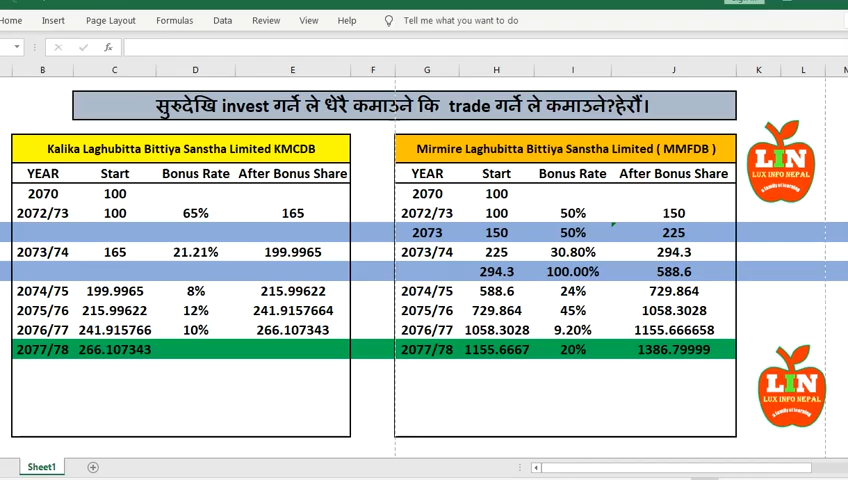 Home Insert Page Layout Formulas Data Review View Help Tell me what you want to do
fx
B C D E F G H I J K L
सुरुदेखि invest गर्ने ले धेरै कमाउने कि trade गर्ने ले कमाउने?हेरौं।
Kalika Laghubitta Bittiya Sanstha Limited KMCDB Mirmire Laghubitta Bittiya Sanstha Limited ( MMFDB )
YEAR Start Bonus Rate After Bonus Share YEAR Start Bonus Rate After Bonus Share
2070 100 2070 100
2072/73 100 65% 165 2072/73 100 50% 150
2073 150 50% 225
2073/74 165 21.21% 199.9965 2073/74 225 30.80% 294.3
294.3 100.00% 588.6
2074/75 199.9965 8% 215.99622 2074/75 588.6 24% 729.864
2075/76 215.99622 12% 241.9157664 2075/76 729.864 45% 1058.3028
2076/77 241.915766 10% 266.107343 2076/77 1058.3028 9.20% 1155.666658
2077/78 266.107343 2077/78 1155.6667 20% 1386.79999
LIN
LUX INFO NEPAL
a family of learning
LIN
LUX INFO NEPAL
a family of learning
Sheet1